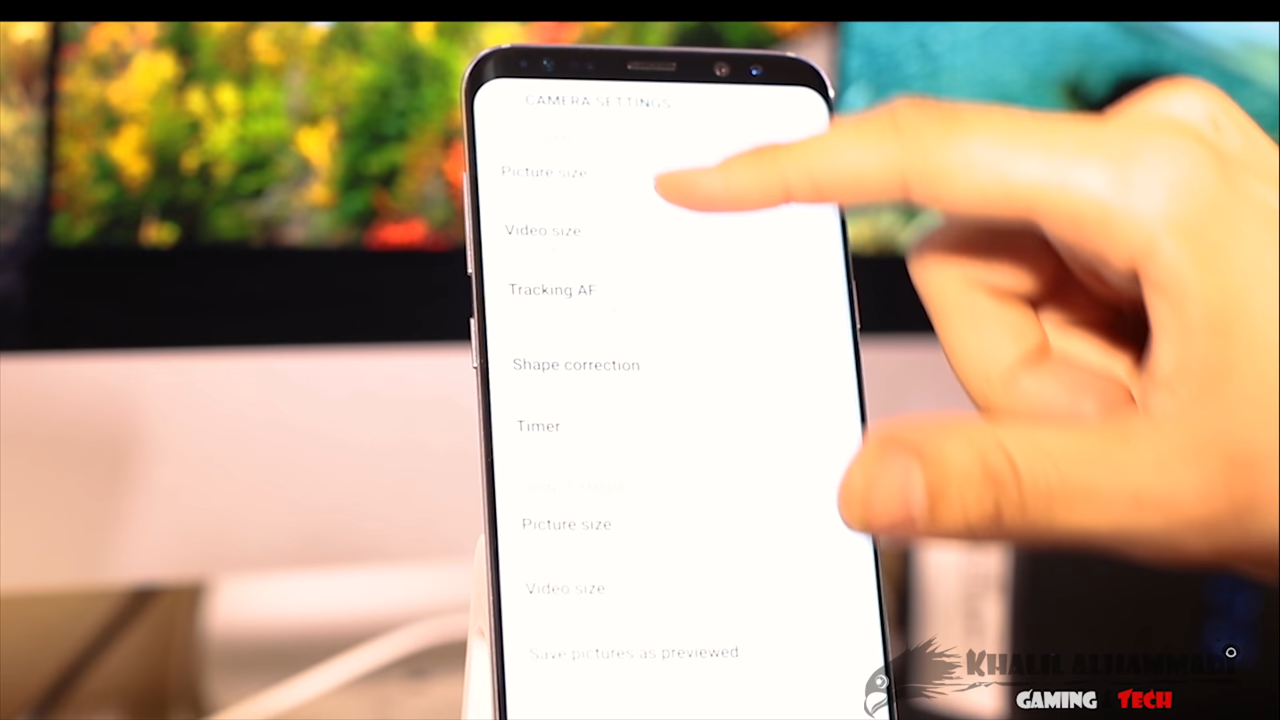 CAMERA SETTINGS
Picture size
Video size
Tracking AF
Shape correction
Timer
Picture size
Video size
Save pictures as previewed
KHALIL ALHAMMADI
GAMING TECH